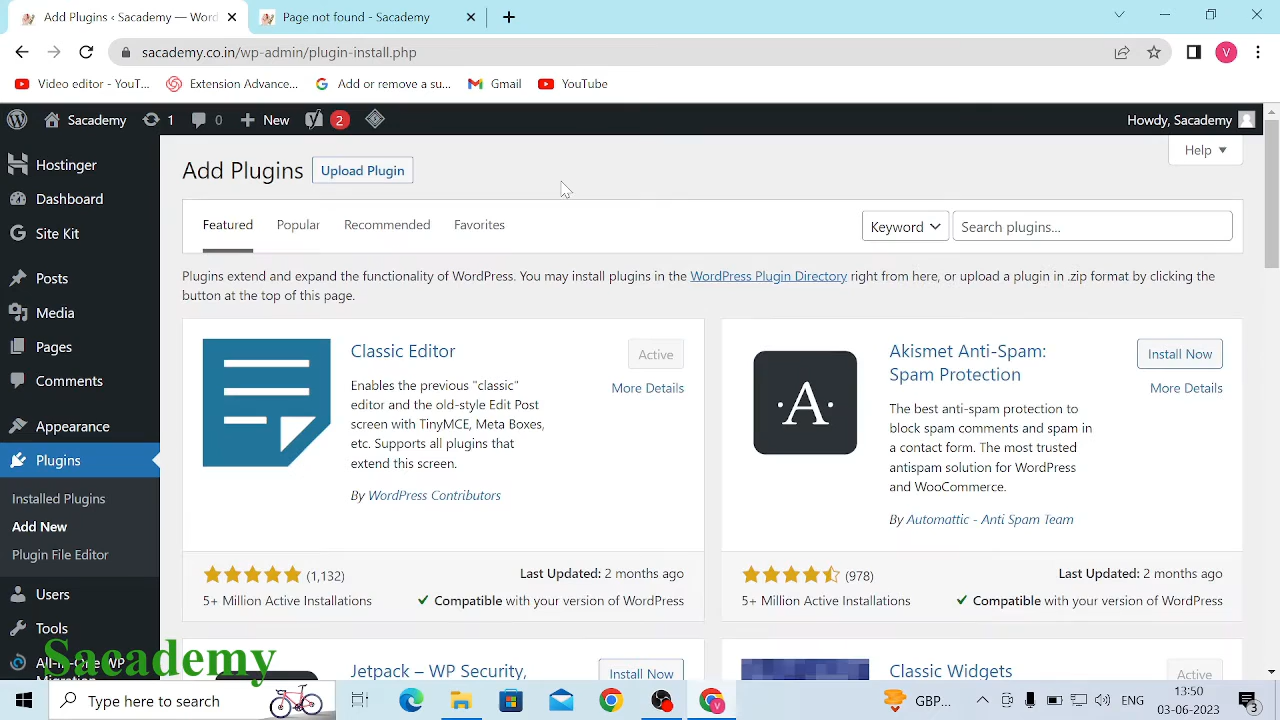 Add Plugins ‹ Sacademy — Word
Page not found - Sacademy
sacademy.co.in/wp-admin/plugin-install.php
V
Video editor - YouT...
Extension Advance...
Add or remove a su...
Gmail
YouTube
Sacademy
1
0
New
2
Howdy, Sacademy
Hostinger
Dashboard
Site Kit
Posts
Media
Pages
Comments
Appearance
Plugins
Installed Plugins
Add New
Plugin File Editor
Users
Tools
All-in-One WP
Add Plugins
Upload Plugin
Help
Featured
Popular
Recommended
Favorites
Keyword
Search plugins...
Plugins extend and expand the functionality of WordPress. You may install plugins in the WordPress Plugin Directory right from here, or upload a plugin in .zip format by clicking the
button at the top of this page.
Classic Editor
Active
More Details
Enables the previous "classic"
editor and the old-style Edit Post
screen with TinyMCE, Meta Boxes,
etc. Supports all plugins that
extend this screen.
By WordPress Contributors
(1,132)
Last Updated: 2 months ago
5+ Million Active Installations
Compatible with your version of WordPress
A
Akismet Anti-Spam:
Spam Protection
Install Now
More Details
The best anti-spam protection to
block spam comments and spam in
a contact form. The most trusted
antispam solution for WordPress
and WooCommerce.
By Automattic - Anti Spam Team
(978)
Last Updated: 2 months ago
5+ Million Active Installations
Compatible with your version of WordPress
Jetpack – WP Security,
Install Now
Classic Widgets
Active
Sacademy
Type here to search
GBP...
ENG
13:50
03-06-2023
3